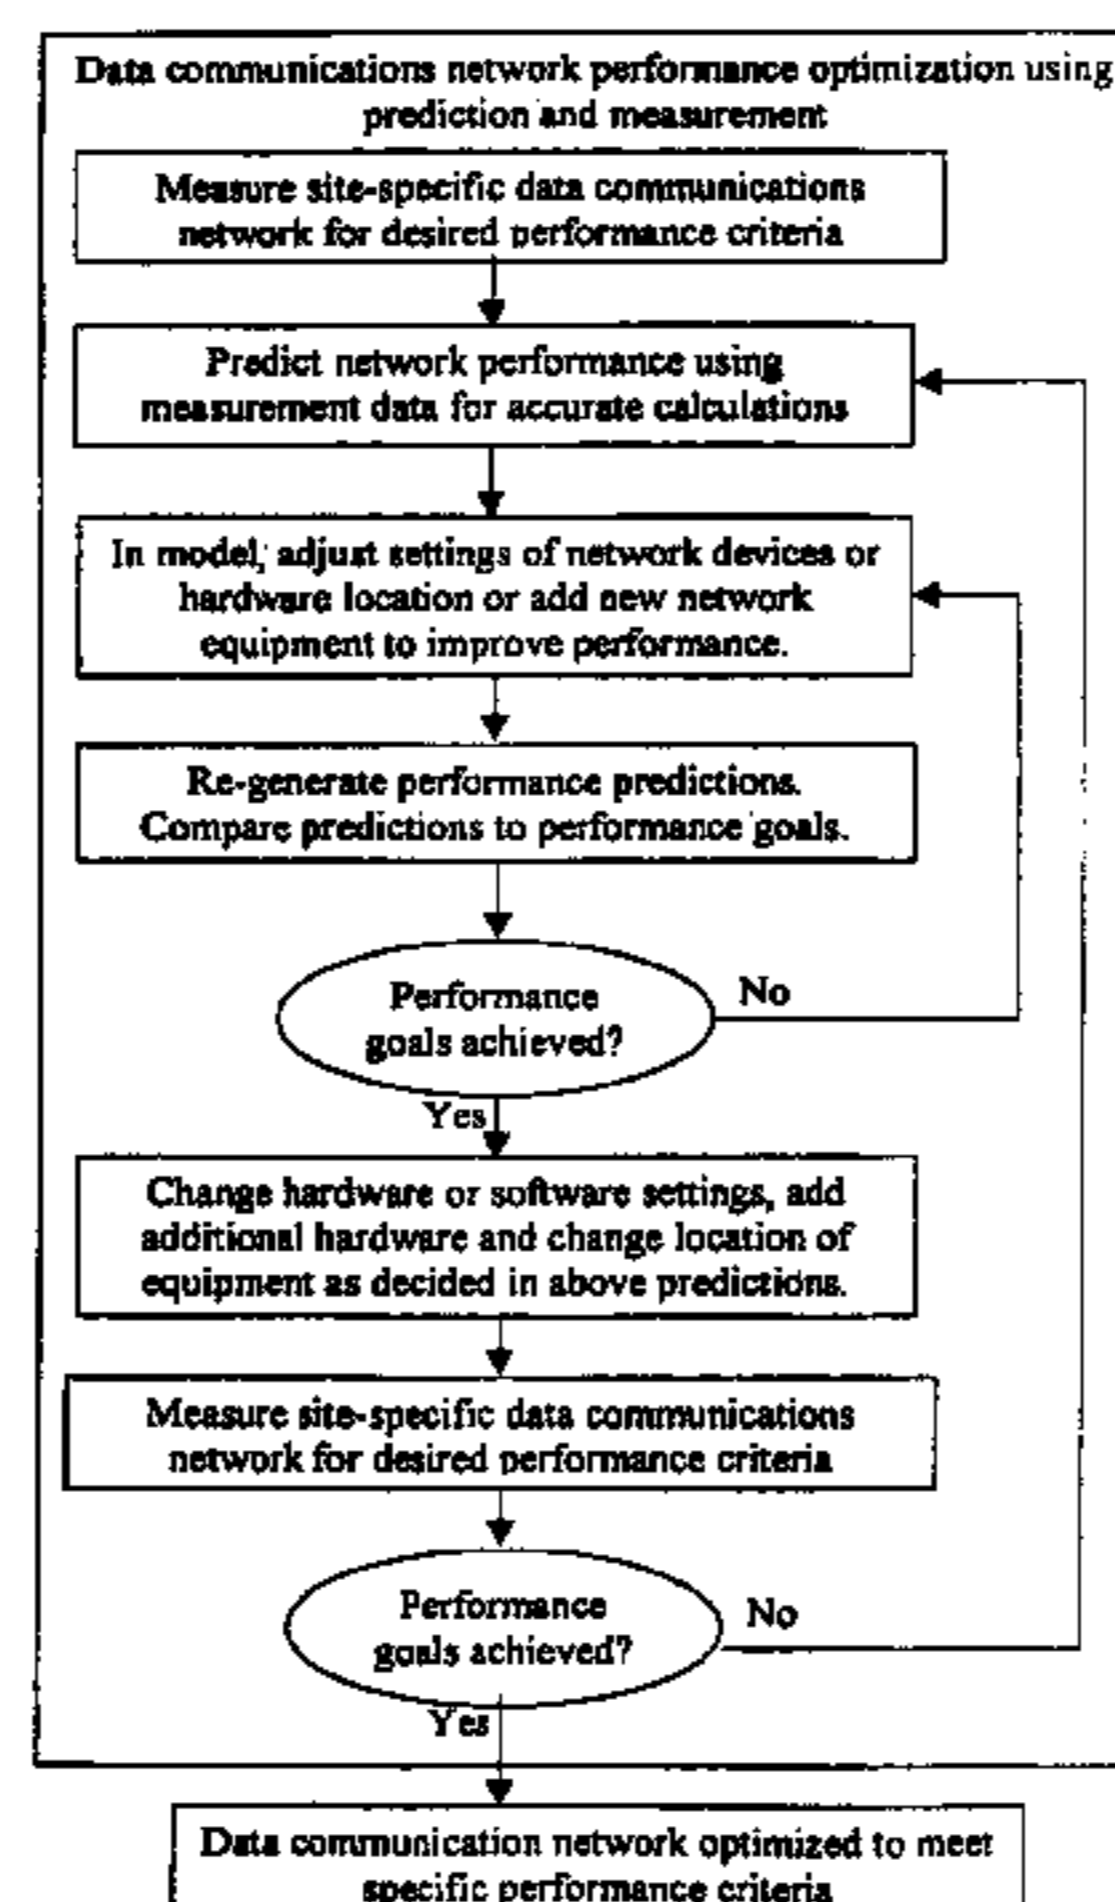 Data communications network performance optimization using
prediction and measurement
Measure site-specific data communications
network for desired performance criteria
Predict network performance using
measurement data for accurate calculations
In model, adjust settings of network devices or
hardware location or add new network
equipment to improve performance.
Re-generate performance predictions.
Compare predictions to performance goals.
Performance
goals achieved?
No
Yes
Change hardware or software settings, add
additional hardware and change location of
equipment as decided in above predictions.
Measure site-specific data communications
network for desired performance criteria
Performance
goals achieved?
No
Yes
Data communication network optimized to meet
specific performance criteria